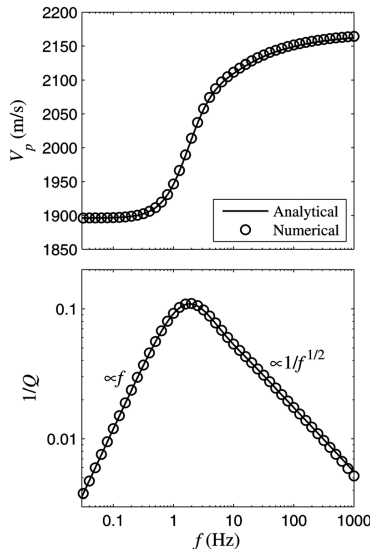 2200
2150
2100
2050
2000
1950
1900
1850
V_p (m/s)
Analytical
Numerical
0.1
0.01
1/Q
∝f
∝1/f^{1/2}
0.1 1 10 100 1000
f (Hz)